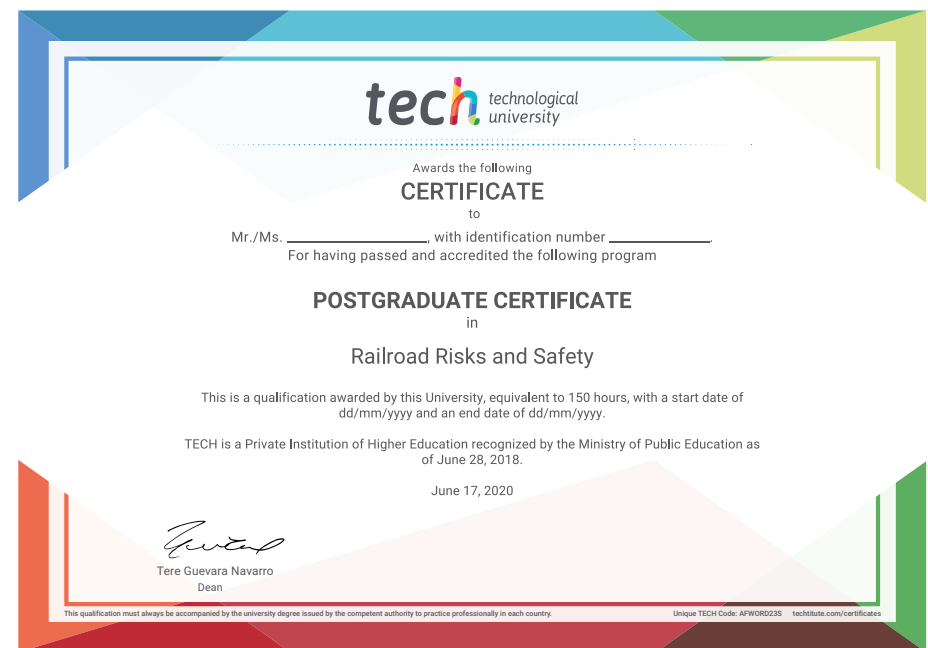 tech technological
university
Awards the following
CERTIFICATE
to
Mr./Ms. ____________________, with identification number ______________.
For having passed and accredited the following program
POSTGRADUATE CERTIFICATE
in
Railroad Risks and Safety
This is a qualification awarded by this University, equivalent to 150 hours, with a start date of
dd/mm/yyyy and an end date of dd/mm/yyyy.
TECH is a Private Institution of Higher Education recognized by the Ministry of Public Education as
of June 28, 2018.
June 17, 2020
Tere Guevara Navarro
Dean
This qualification must always be accompanied by the university degree issued by the competent authority to practice professionally in each country. Unique TECH Code: AFWORD23S techtitute.com/certificates